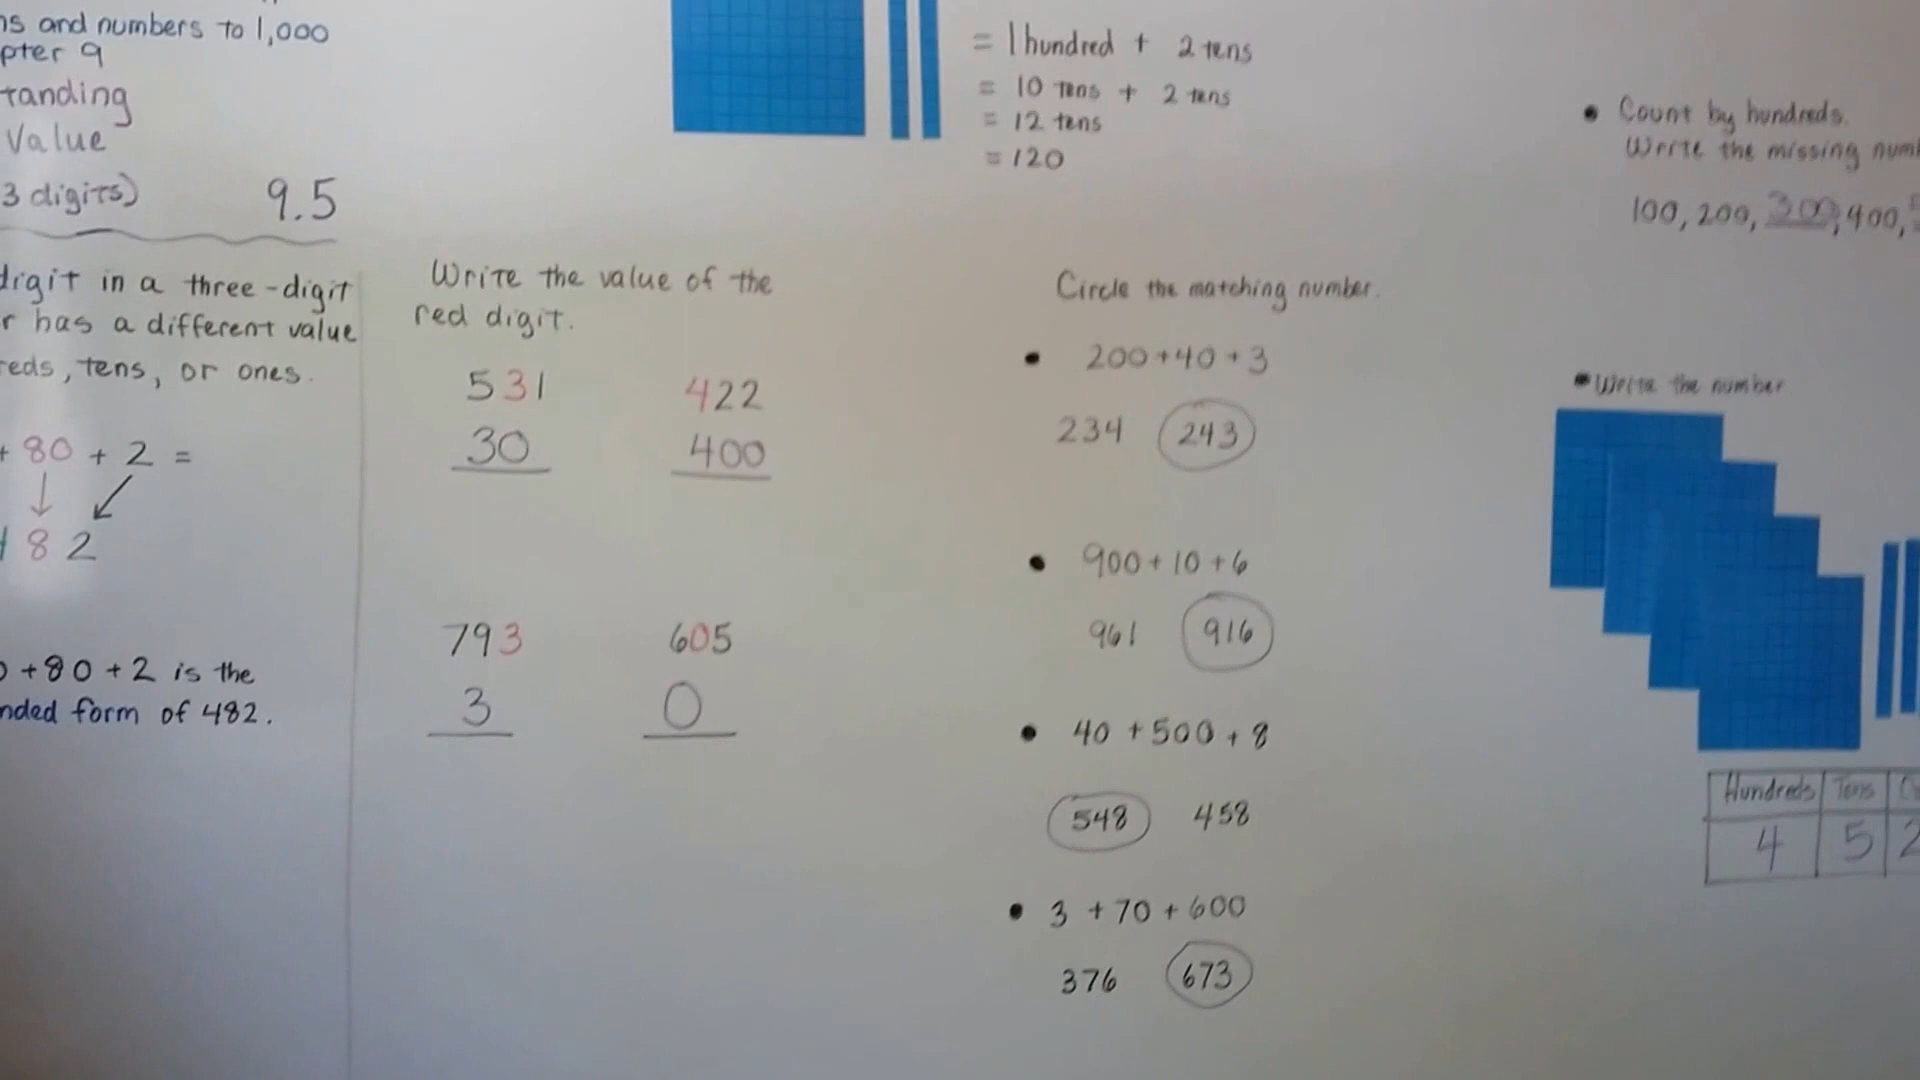 ns and numbers to 1,000
pter 9
tanding
Value
3 digits) 9.5
digit in a three-digit
r has a different value
reds, tens, or ones.
+ 80 + 2 =
482
0 + 80 + 2 is the
nded form of 482.
Write the value of the
red digit.
531 422
30 400
793 605
3 0
= 1 hundred + 2 tens
= 10 tens + 2 tens
= 12 tens
= 120
Circle the matching number.
• 200+40+3
234 243
• 900+10+6
961 916
• 40+500+8
548 458
• 3+70+600
376 673
• Count by hundreds.
Write the missing num
100, 200, 300, 400,
• Write the number
Hundreds Tens
4 5 2